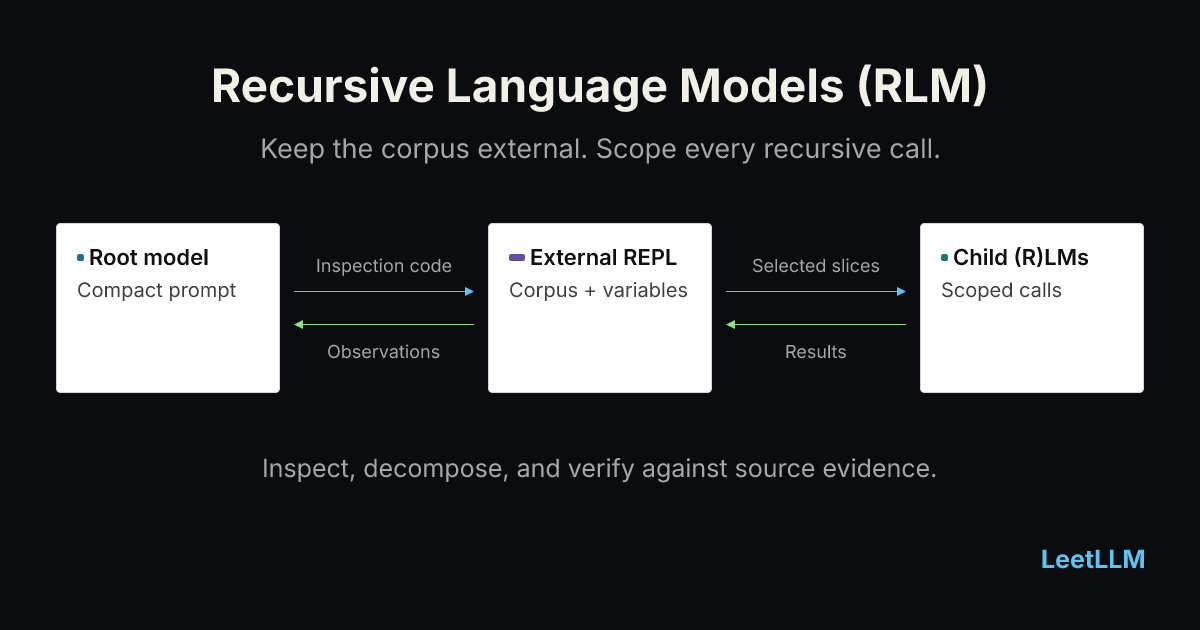 Recursive Language Models (RLM)
Keep the corpus external. Scope every recursive call.
Root model
Compact prompt
Inspection code
Observations
External REPL
Corpus + variables
Selected slices
Results
Child (R)LMs
Scoped calls
Inspect, decompose, and verify against source evidence.
LeetLLM